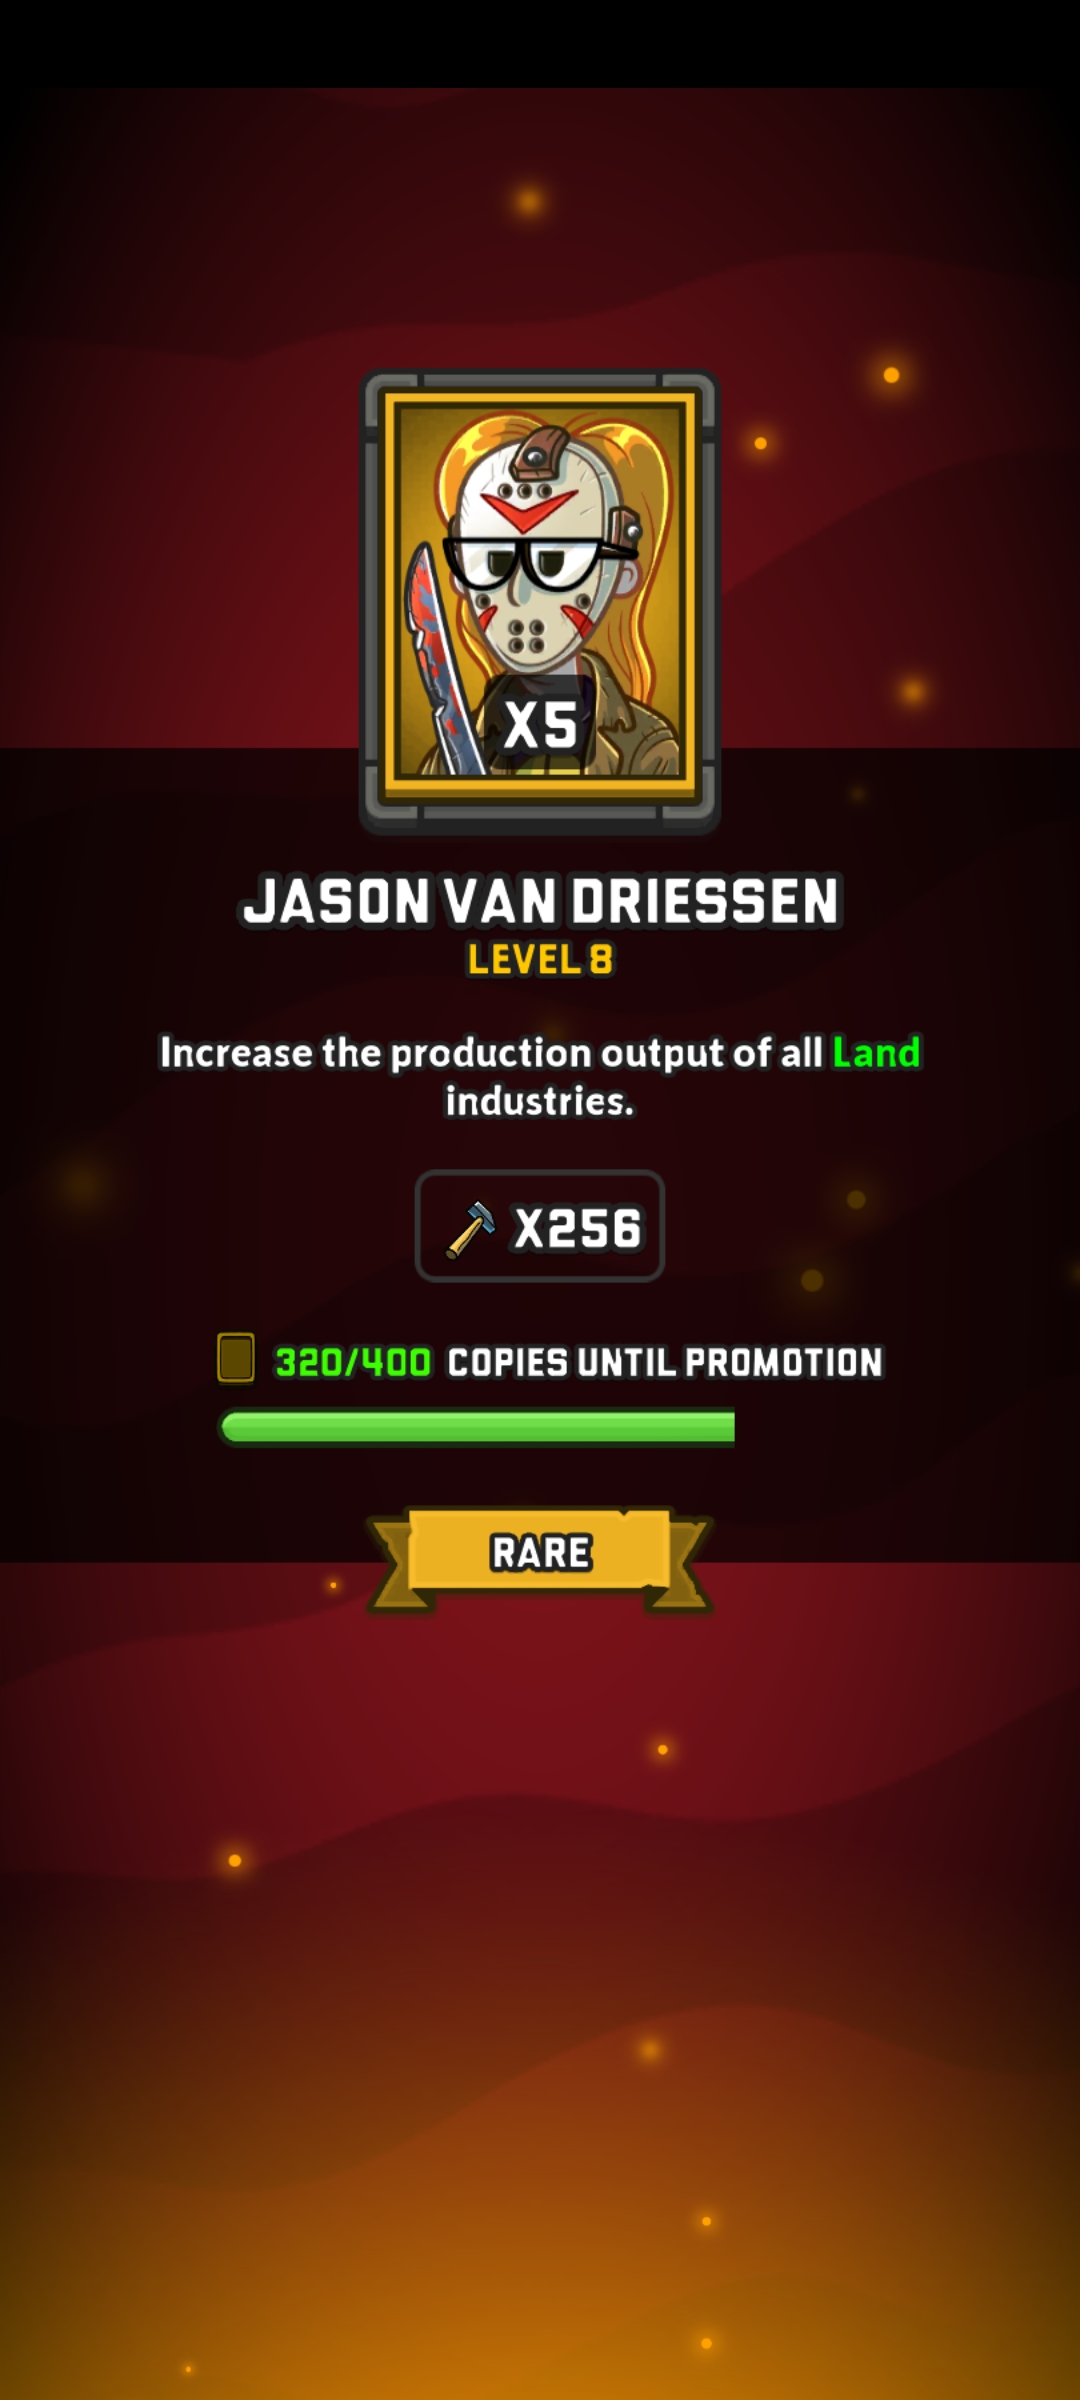 X5
JASON VAN DRIESSEN
LEVEL 8
Increase the production output of all Land
industries.
X256
320/400 COPIES UNTIL PROMOTION
RARE